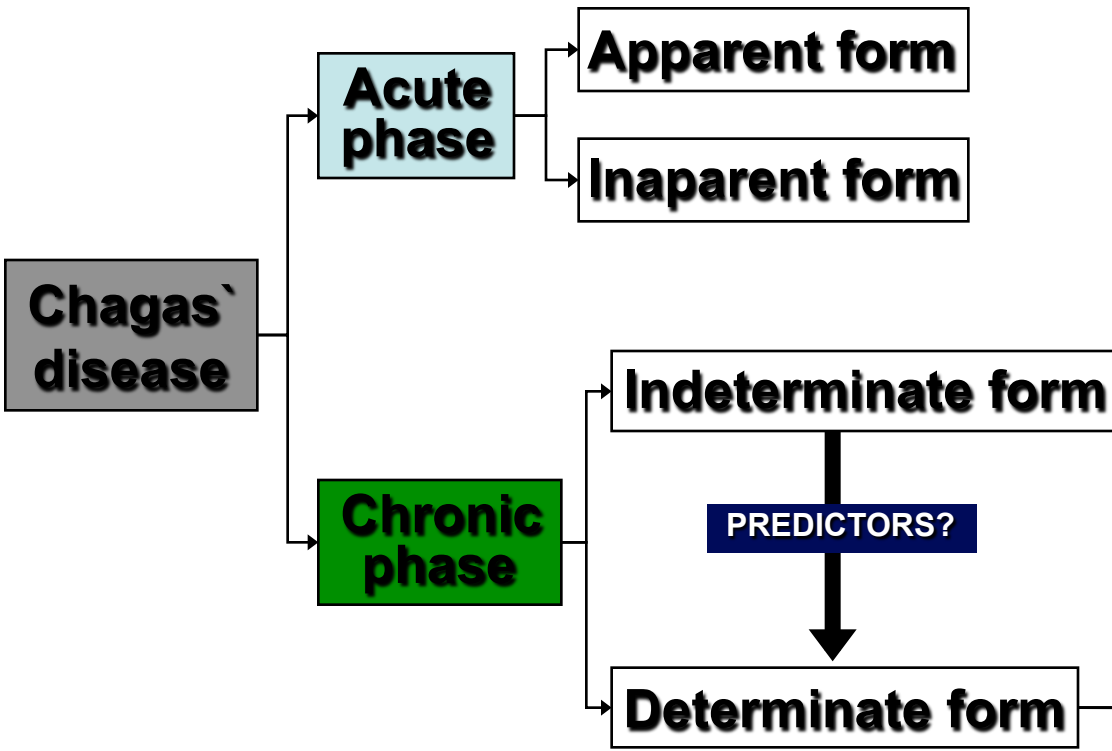 Apparent form
Acute
phase
Inaparent form
Chagas`
disease
Indeterminate form
Chronic
phase
PREDICTORS?
Determinate form